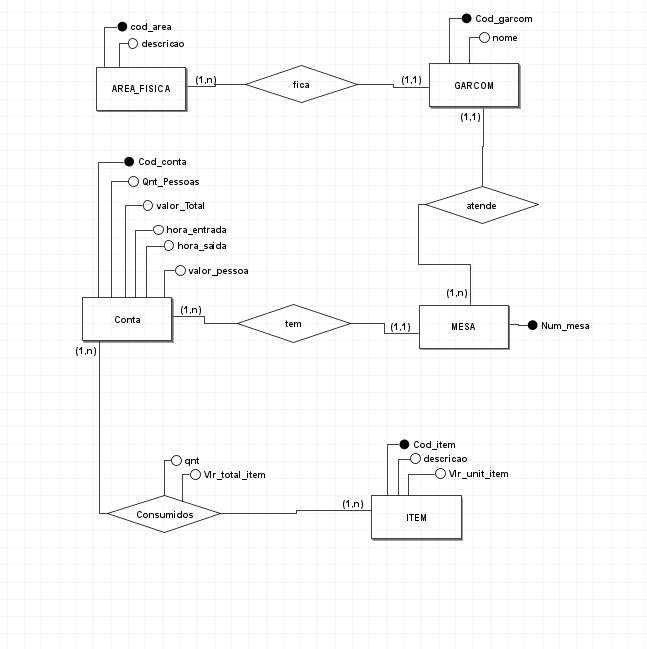 cod_area
descricao
Cod_garcom
nome
AREA_FISICA
(1,n)
fica
(1,1)
GARCOM
(1,1)
Cod_conta
Qnt_Pessoas
valor_Total
hora_entrada
hora_saida
valor_pessoa
atende
(1,n)
Conta
(1,n)
tem
(1,1)
MESA
Num_mesa
(1,n)
qnt
Vlr_total_item
Cod_item
descricao
Vlr_unit_item
Consumidos
(1,n)
ITEM